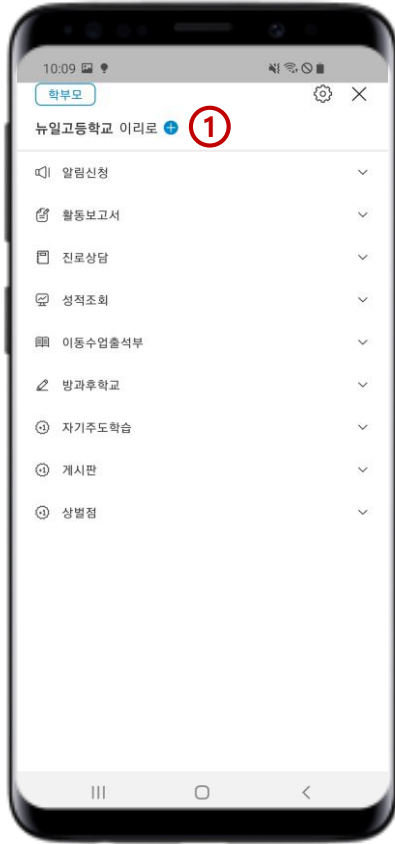 10:09
학부모
뉴일고등학교 이리로
1
알림신청
활동보고서
진로상담
성적조회
이동수업출석부
방과후학교
자기주도학습
게시판
상벌점